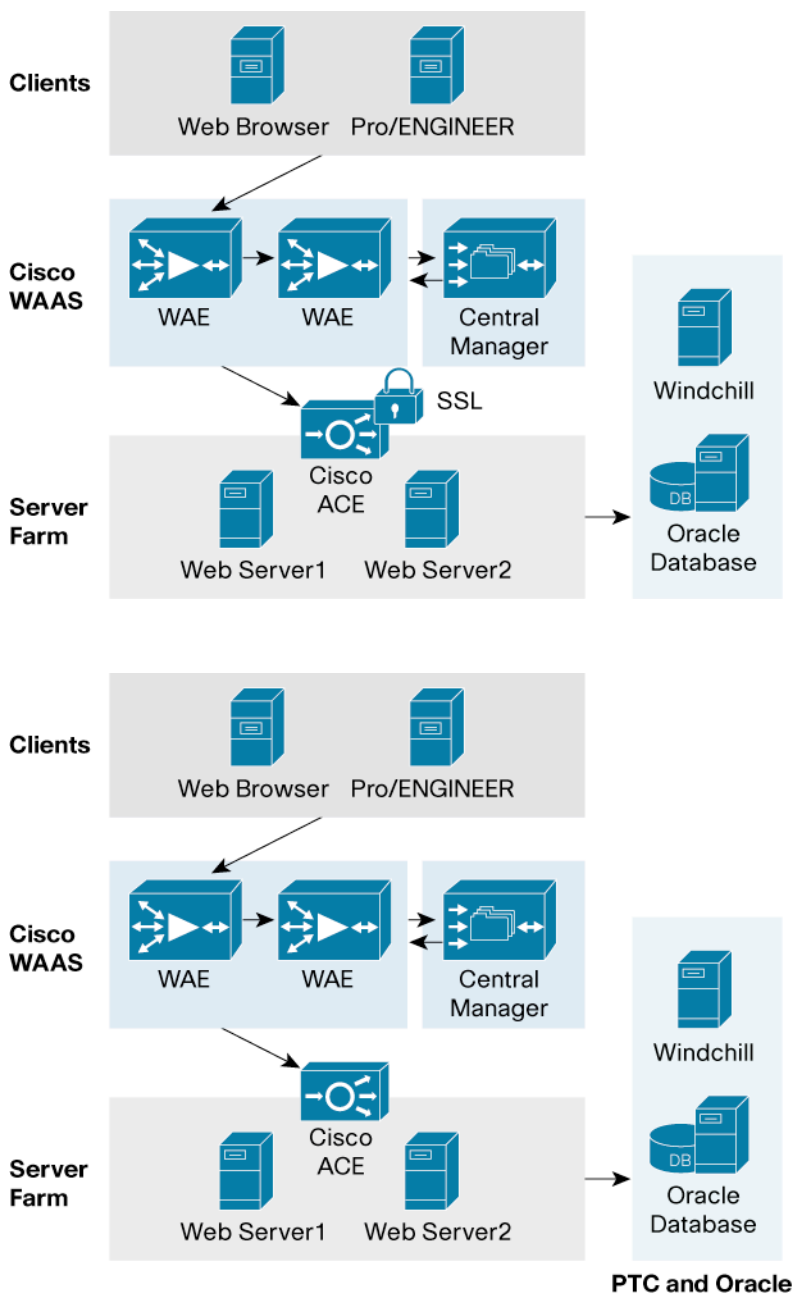 Clients
Web Browser
Pro/ENGINEER
Cisco
WAAS
WAE
WAE
Central
Manager
Windchill
SSL
Cisco
ACE
Server
Farm
Web Server1
Web Server2
DB
Oracle
Database
Clients
Web Browser
Pro/ENGINEER
Cisco
WAAS
WAE
WAE
Central
Manager
Windchill
Cisco
ACE
Server
Farm
Web Server1
Web Server2
DB
Oracle
Database
PTC and Oracle